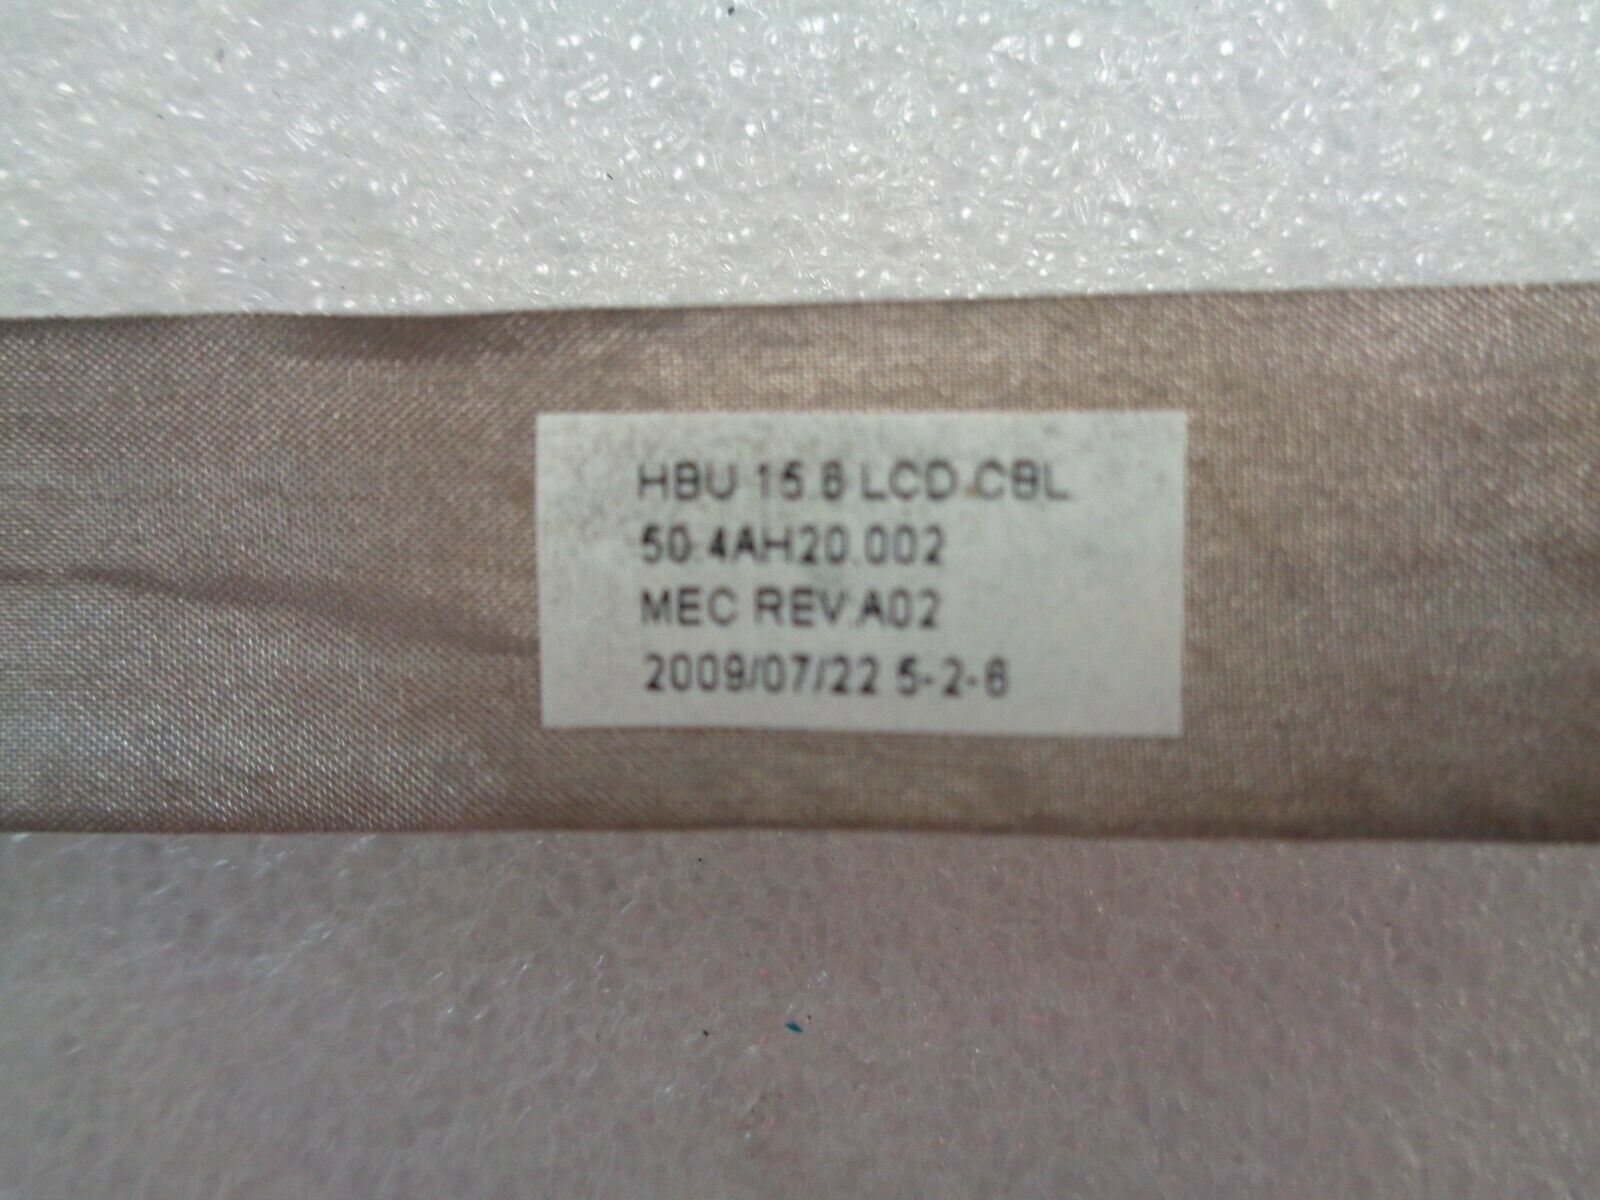 HBU 15.6 LCD CBL
50.4AH20.002
MEC REV:A02
2009/07/22 5-2-6